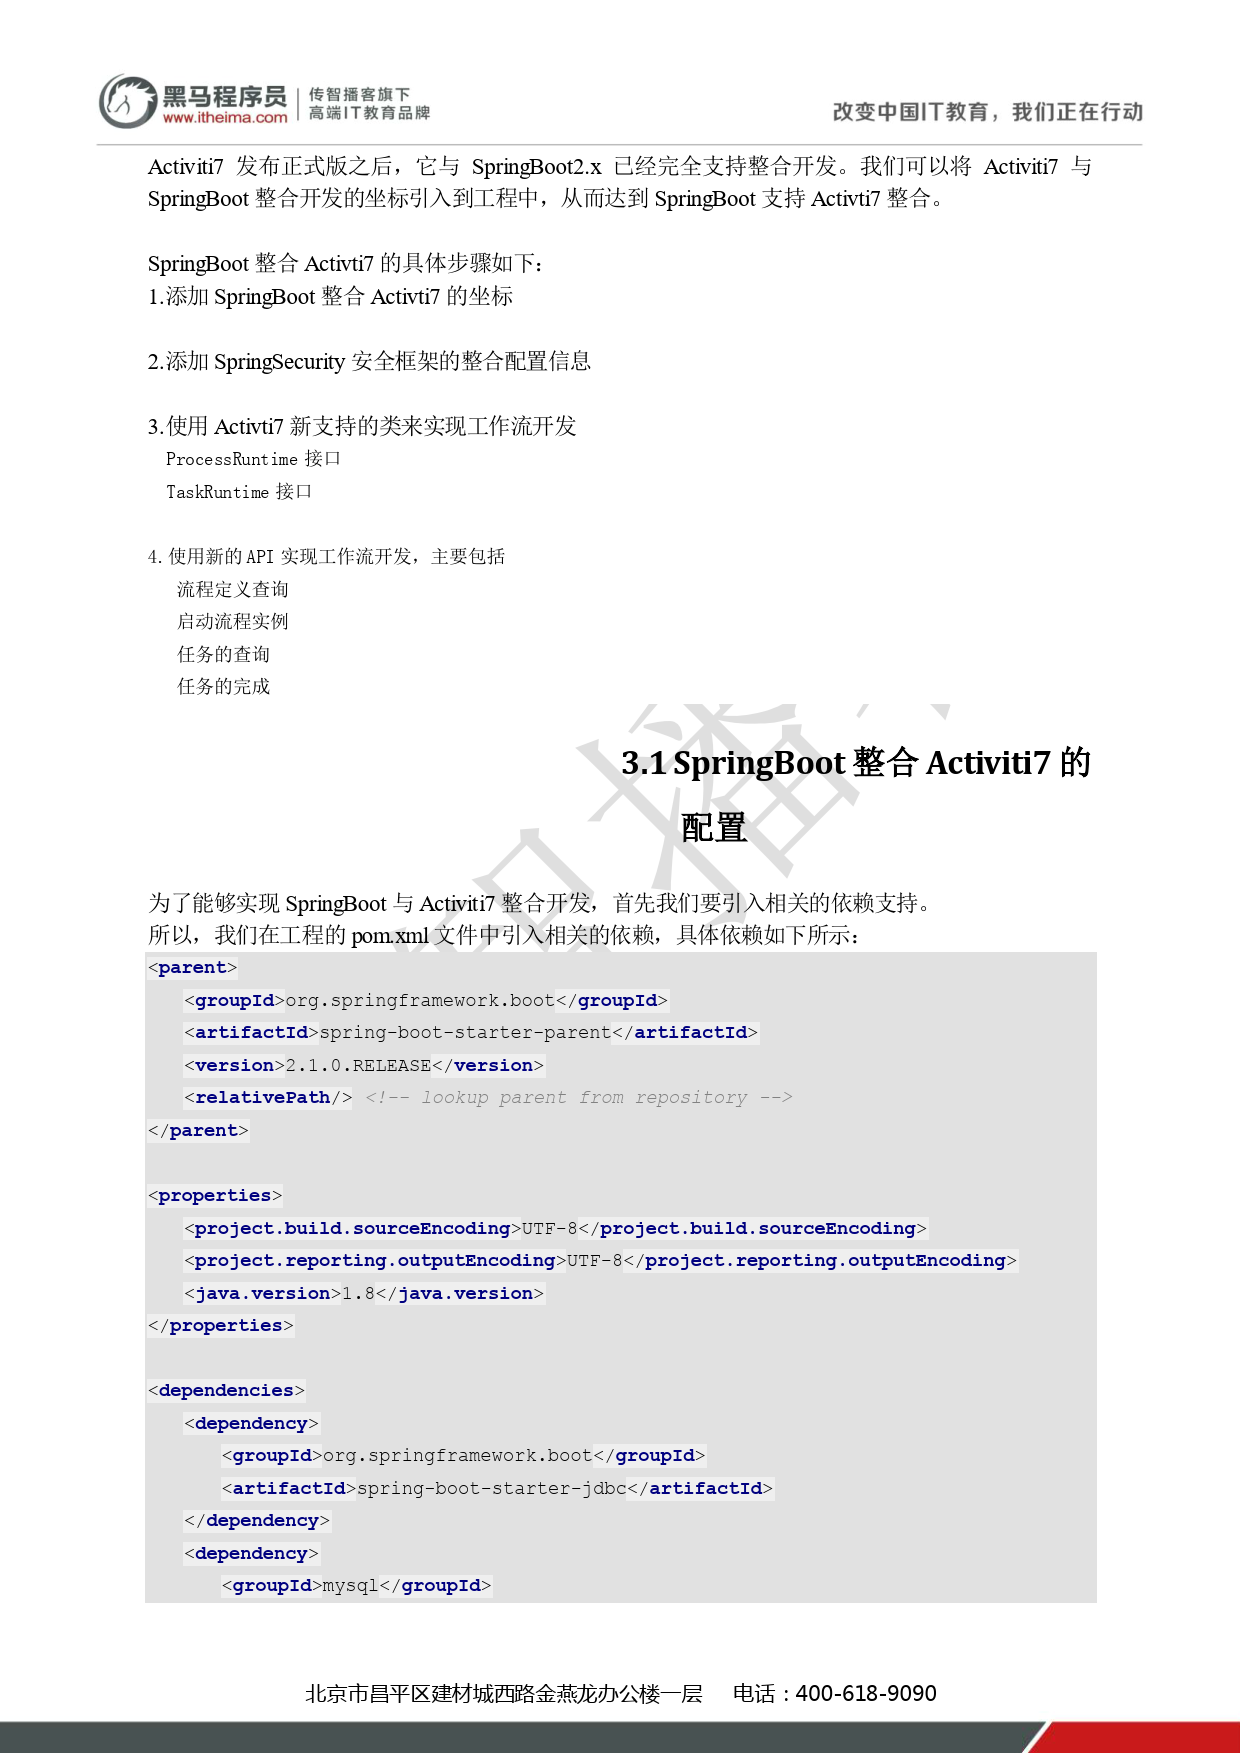 黑马程序员
www.itheima.com
传智播客旗下
高端IT教育品牌
改变中国IT教育，我们正在行动
Activiti7 发布正式版之后，它与 SpringBoot2.x 已经完全支持整合开发。我们可以将 Activiti7 与
SpringBoot 整合开发的坐标引入到工程中，从而达到 SpringBoot 支持 Activti7 整合。
SpringBoot 整合 Activti7 的具体步骤如下：
1.添加 SpringBoot 整合 Activti7 的坐标
2.添加 SpringSecurity 安全框架的整合配置信息
3.使用 Activti7 新支持的类来实现工作流开发
ProcessRuntime 接口
TaskRuntime 接口
4.使用新的 API 实现工作流开发，主要包括
流程定义查询
启动流程实例
任务的查询
任务的完成
3.1 SpringBoot 整合 Activiti7 的
配置
为了能够实现 SpringBoot 与 Activiti7 整合开发，首先我们要引入相关的依赖支持。
所以，我们在工程的 pom.xml 文件中引入相关的依赖，具体依赖如下所示：
<parent>
<groupId>org.springframework.boot</groupId>
<artifactId>spring-boot-starter-parent</artifactId>
<version>2.1.0.RELEASE</version>
<relativePath/> <!-- lookup parent from repository -->
</parent>
<properties>
<project.build.sourceEncoding>UTF-8</project.build.sourceEncoding>
<project.reporting.outputEncoding>UTF-8</project.reporting.outputEncoding>
<java.version>1.8</java.version>
</properties>
<dependencies>
<dependency>
<groupId>org.springframework.boot</groupId>
<artifactId>spring-boot-starter-jdbc</artifactId>
</dependency>
<dependency>
<groupId>mysql</groupId>
北京市昌平区建材城西路金燕龙办公楼一层 电话：400-618-9090